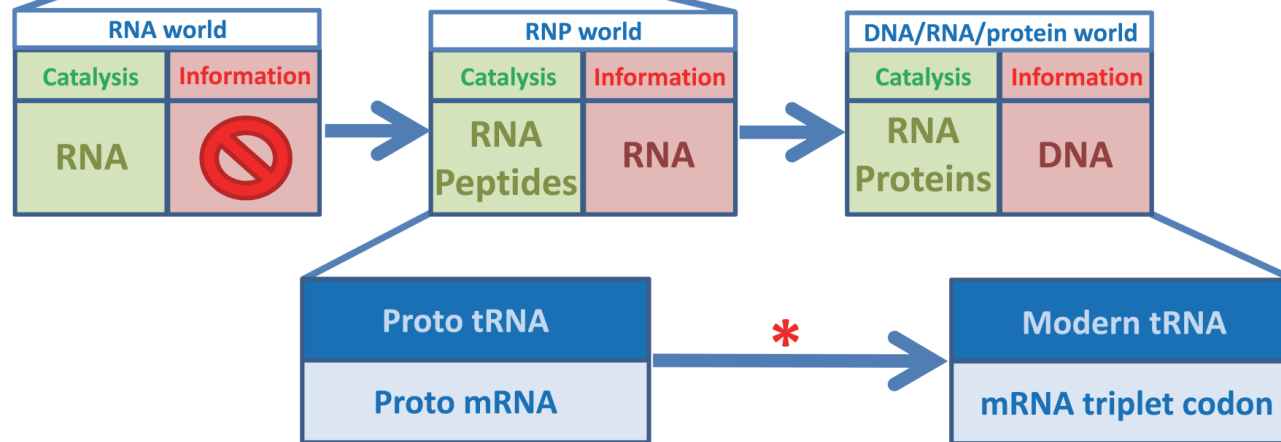 RNA world
Catalysis Information
RNA
RNP world
Catalysis Information
RNA
Peptides
RNA
DNA/RNA/protein world
Catalysis Information
RNA
Proteins
DNA
Proto tRNA
Proto mRNA
*
Modern tRNA
mRNA triplet codon